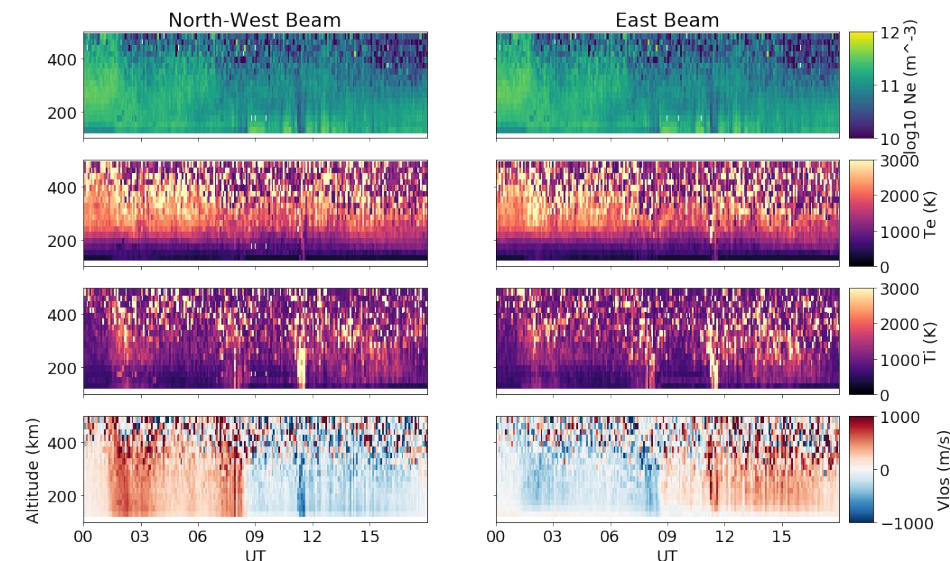 North-West Beam
East Beam
400
200
12
11
10
log10 Ne (m^-3)
400
200
3000
2000
1000
0
Te (K)
400
200
3000
2000
1000
0
Ti (K)
Altitude (km)
400
200
1000
0
−1000
Vlos (m/s)
00 03 06 09 12 15
00 03 06 09 12 15
UT
UT